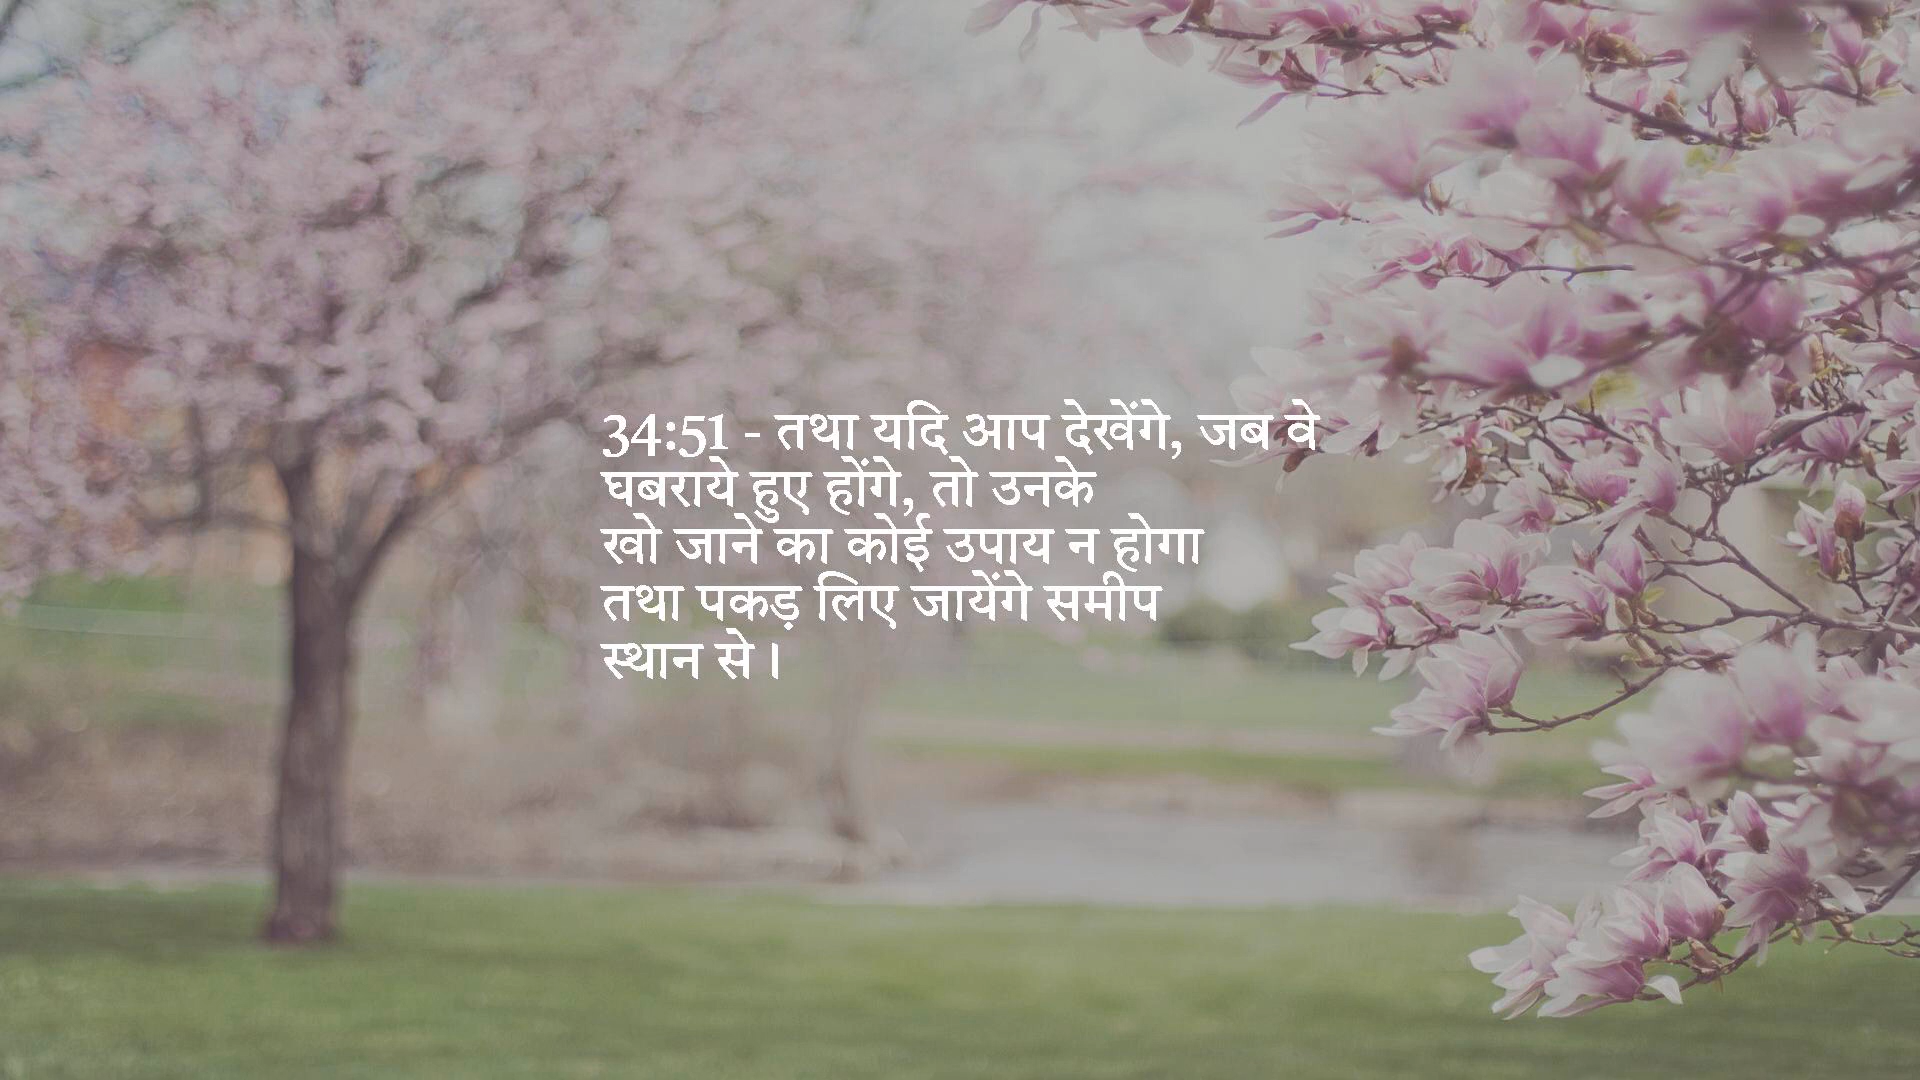 34:51 - तथा यदि आप देखेंगे, जब वे
घबराये हुए होंगे, तो उनके
खो जाने का कोई उपाय न होगा
तथा पकड़ लिए जायेंगे समीप
स्थान से।